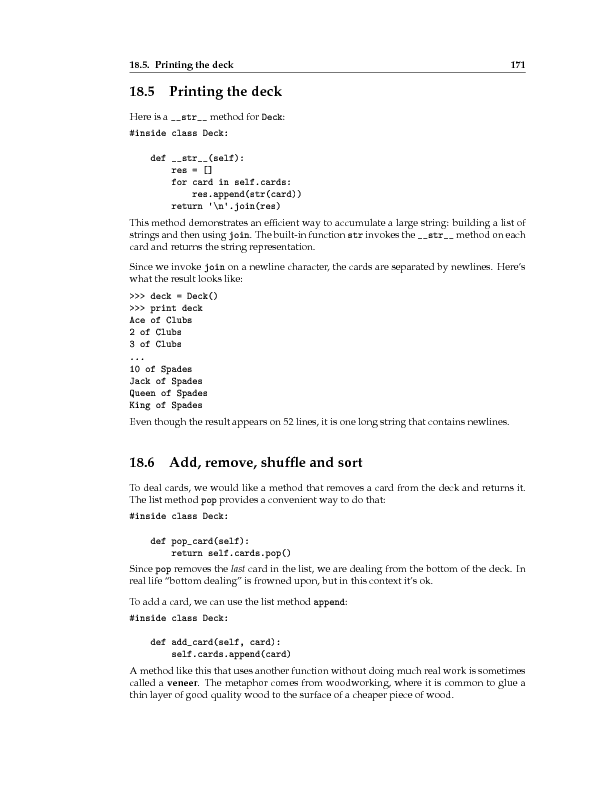 18.5. Printing the deck 171
18.5 Printing the deck
Here is a __str__ method for Deck:
#inside class Deck:
    def __str__(self):
        res = []
        for card in self.cards:
            res.append(str(card))
        return '\n'.join(res)
This method demonstrates an efficient way to accumulate a large string: building a list of
strings and then using join. The built-in function str invokes the __str__ method on each
card and returns the string representation.
Since we invoke join on a newline character, the cards are separated by newlines. Here's
what the result looks like:
>>> deck = Deck()
>>> print deck
Ace of Clubs
2 of Clubs
3 of Clubs
...
10 of Spades
Jack of Spades
Queen of Spades
King of Spades
Even though the result appears on 52 lines, it is one long string that contains newlines.
18.6 Add, remove, shuffle and sort
To deal cards, we would like a method that removes a card from the deck and returns it.
The list method pop provides a convenient way to do that:
#inside class Deck:
    def pop_card(self):
        return self.cards.pop()
Since pop removes the last card in the list, we are dealing from the bottom of the deck. In
real life “bottom dealing” is frowned upon, but in this context it's ok.
To add a card, we can use the list method append:
#inside class Deck:
    def add_card(self, card):
        self.cards.append(card)
A method like this that uses another function without doing much real work is sometimes
called a veneer. The metaphor comes from woodworking, where it is common to glue a
thin layer of good quality wood to the surface of a cheaper piece of wood.